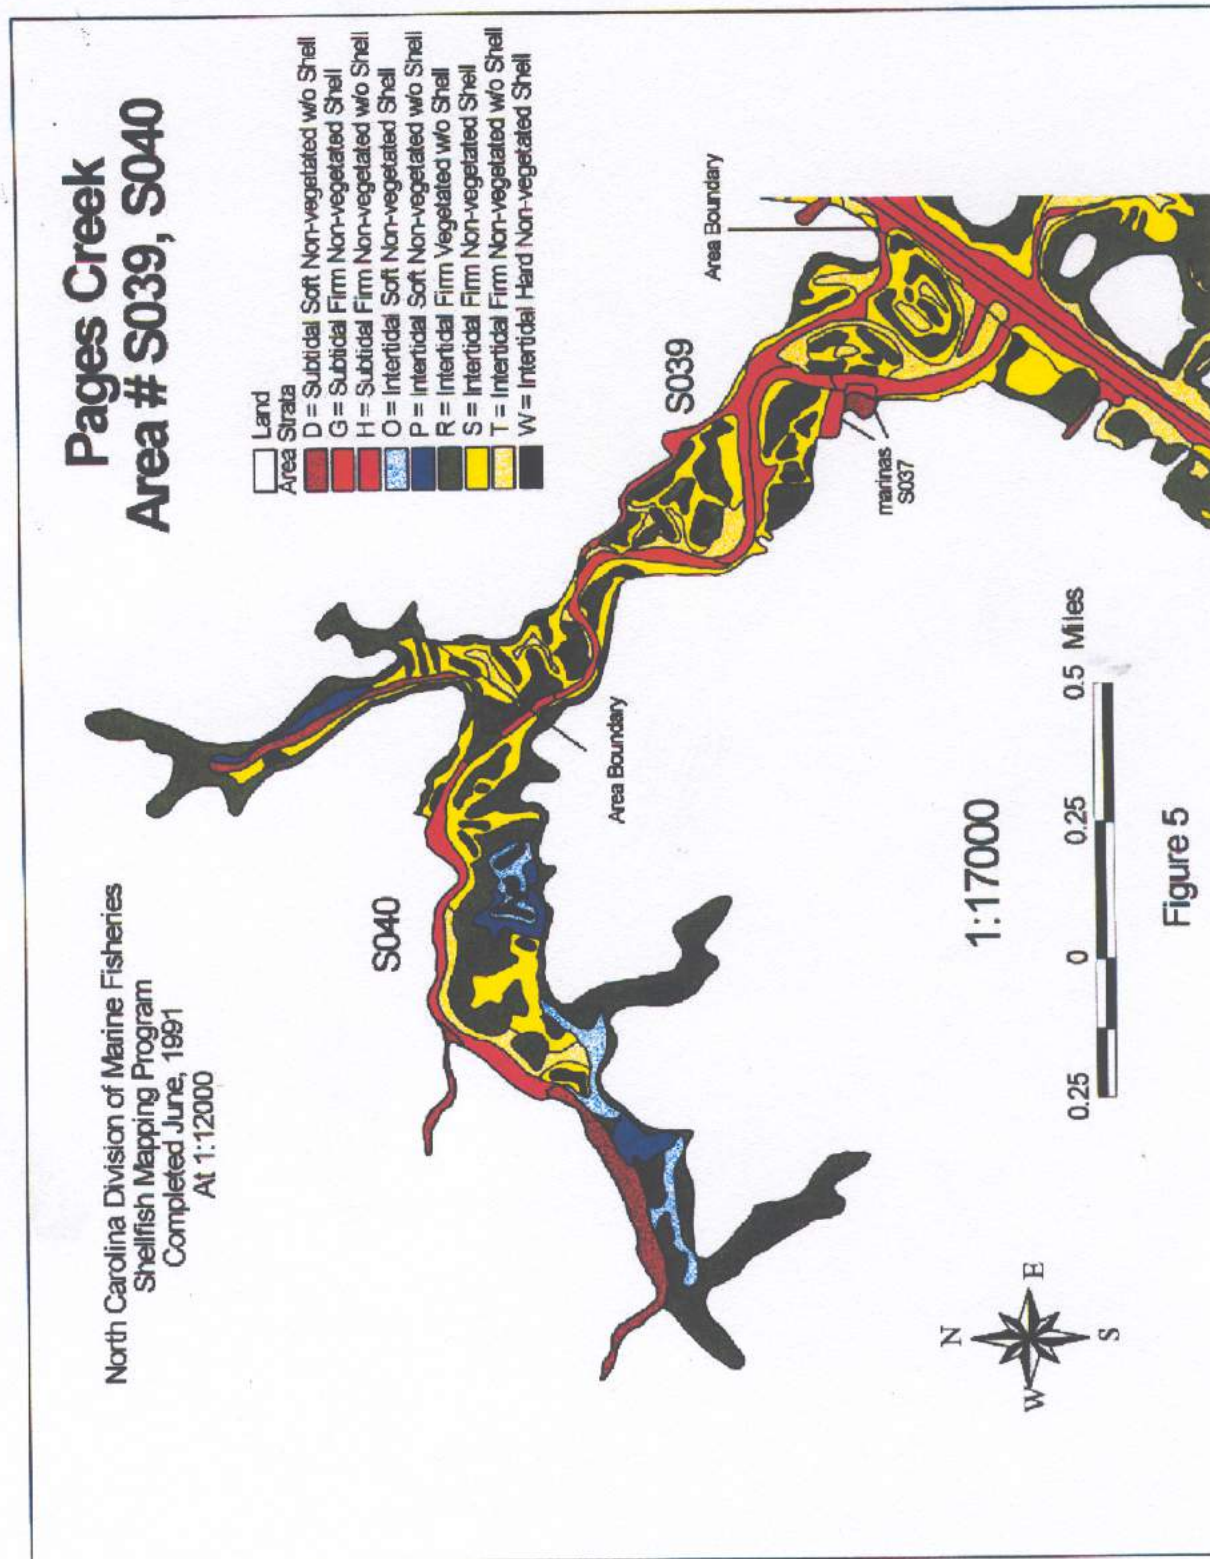 Pages Creek
Area # S039, S040
North Carolina Division of Marine Fisheries
Shellfish Mapping Program
Completed June, 1991
At 1:12000
Land
Area Strata
D = Subtidal Soft Non-vegetated w/o Shell
G = Subtidal Firm Non-vegetated Shell
H = Subtidal Firm Non-vegetated w/o Shell
O = Intertidal Soft Non-vegetated Shell
P = Intertidal Soft Non-vegetated w/o Shell
R = Intertidal Firm Vegetated w/o Shell
S = Intertidal Firm Non-vegetated Shell
T = Intertidal Firm Non-vegetated w/o Shell
W = Intertidal Hard Non-vegetated Shell
S040
S039
Area Boundary
Area Boundary
marinas
S037
N
W
E
S
1:17000
0.25 0 0.25 0.5 Miles
Figure 5